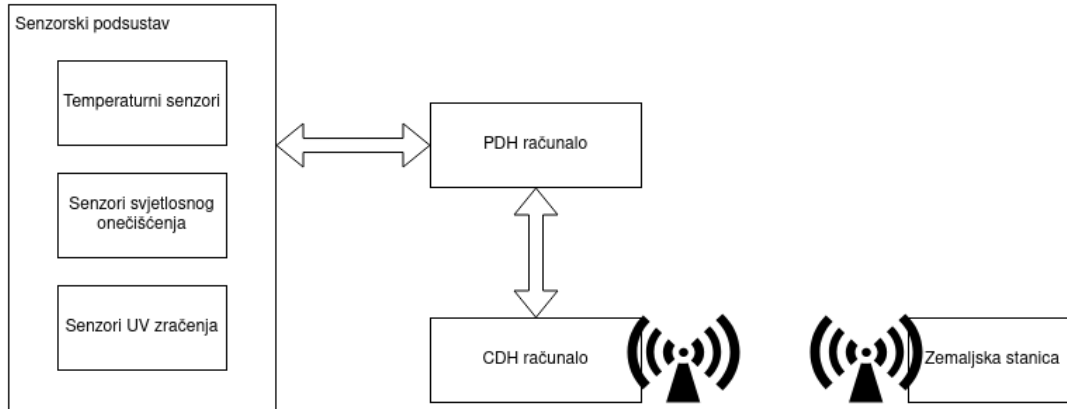 Senzorski podsustav
Temperaturni senzori
Senzori svjetlosnog
onečišćenja
Senzori UV zračenja
PDH računalo
CDH računalo
Zemaljska stanica